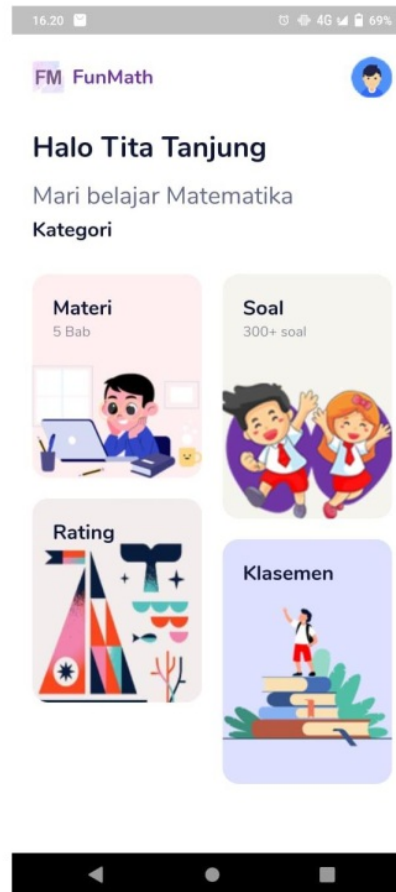 16.20
4G 69%
FM FunMath
Halo Tita Tanjung
Mari belajar Matematika
Kategori
Materi
5 Bab
Soal
300+ soal
Rating
Klasemen